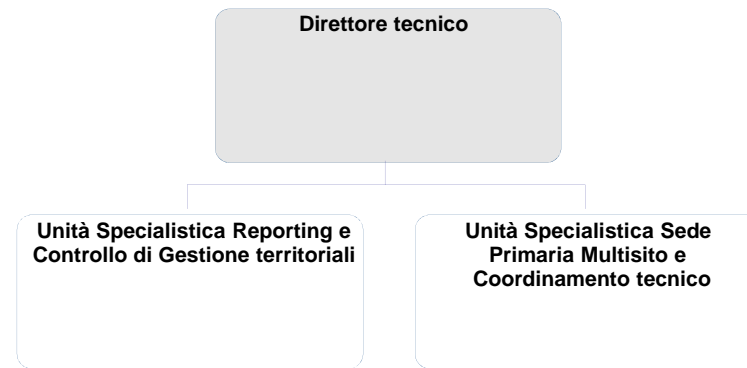 Direttore tecnico
Unità Specialistica Reporting e
Controllo di Gestione territoriali
Unità Specialistica Sede
Primaria Multisito e
Coordinamento tecnico